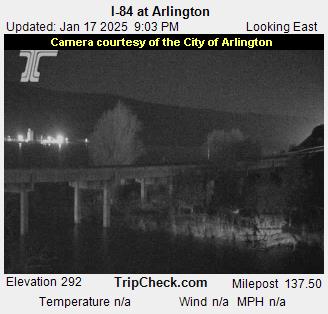 I-84 at Arlington
Updated: Jan 17 2025 9:03 PM Looking East
Camera courtesy of the City of Arlington
Elevation 292 TripCheck.com Milepost 137.50
Temperature n/a Wind n/a MPH n/a